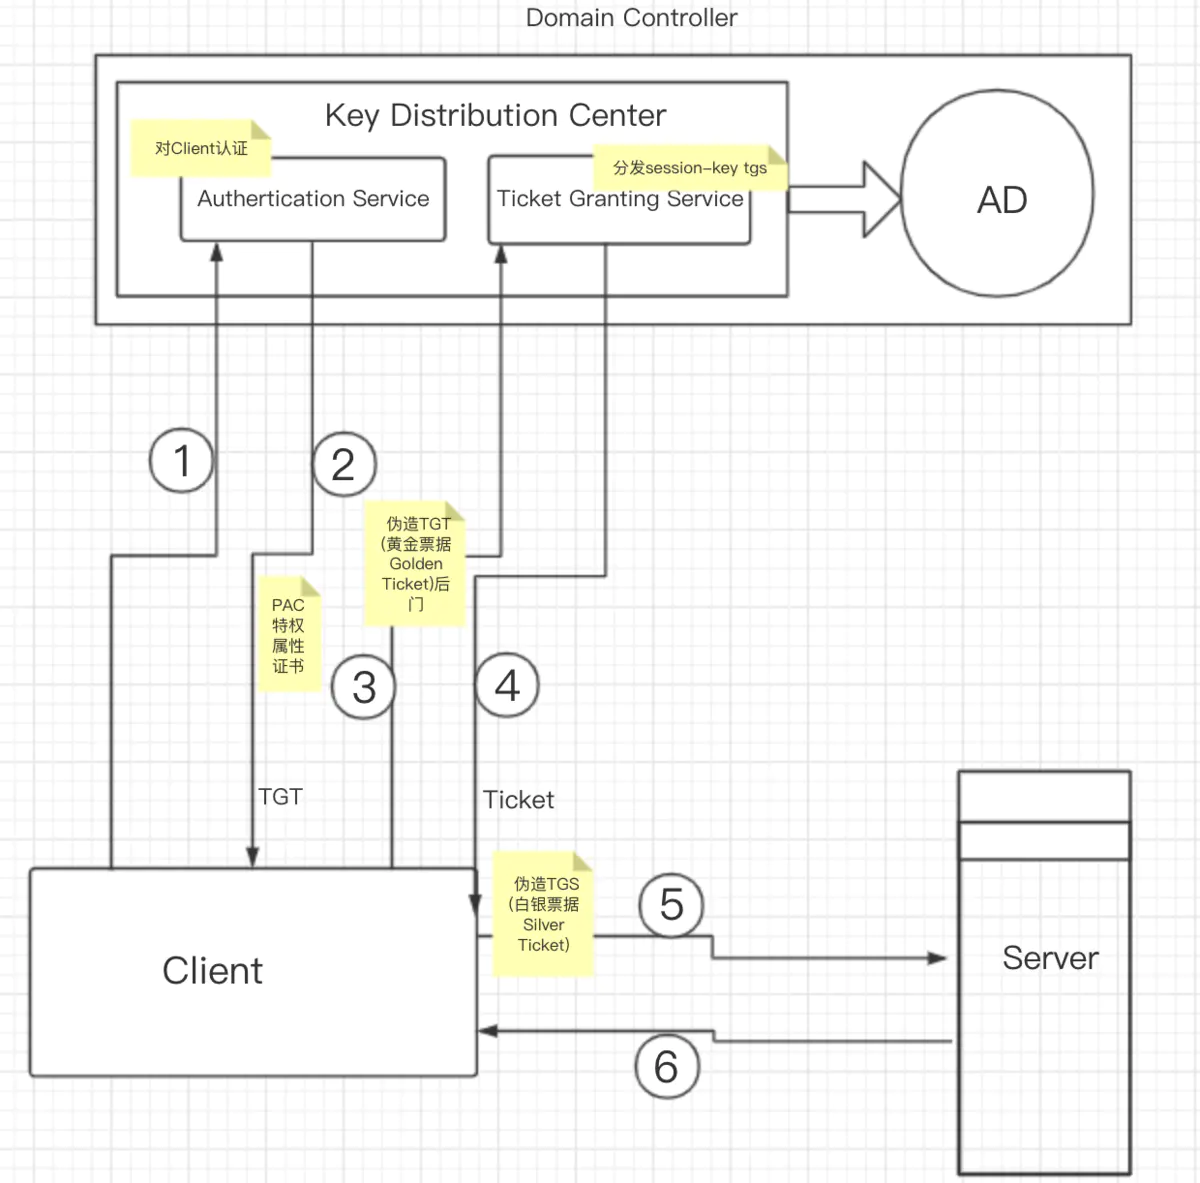 Domain Controller
Key Distribution Center
对Client认证
分发session-key tgs
Authertication Service
Ticket Granting Service
AD
1
2
伪造TGT
(黄金票据
Golden
Ticket)后
门
PAC
特权
属性
证书
3
4
TGT
Ticket
伪造TGS
(白银票据
Silver
Ticket)
5
Client
Server
6